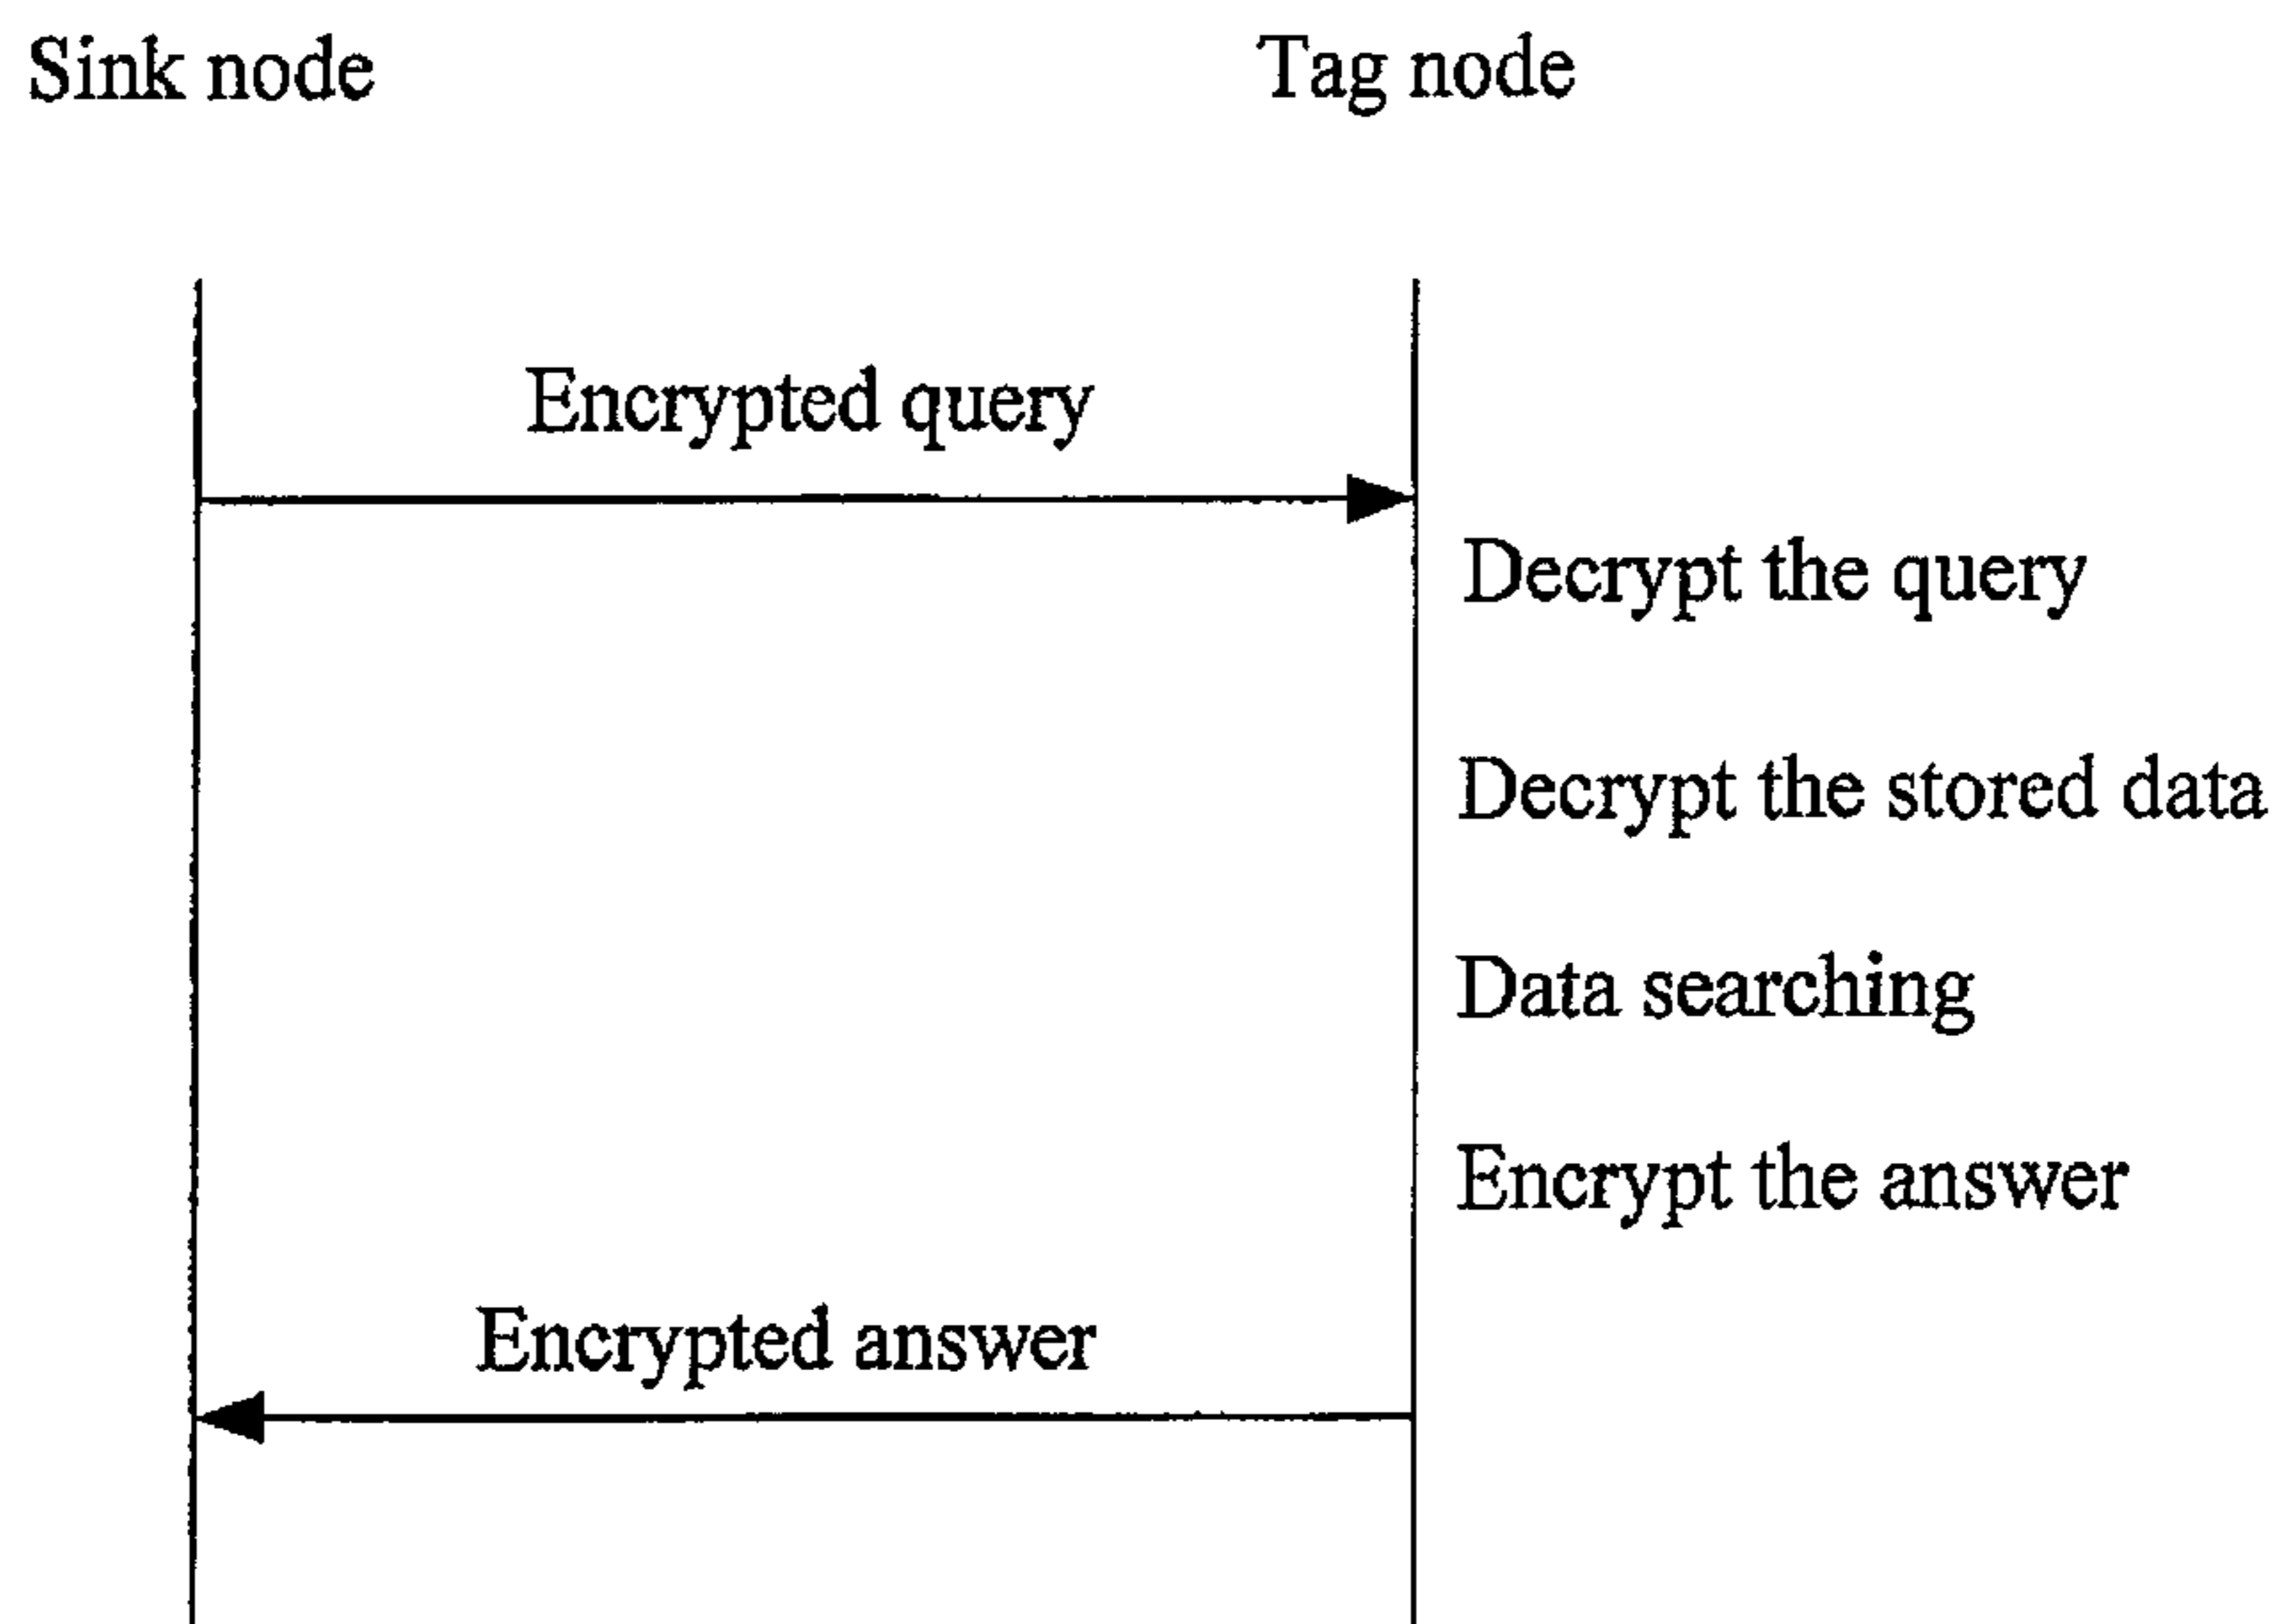 Sink node
Tag node
Encrypted query
Decrypt the query
Decrypt the stored data
Data searching
Encrypt the answer
Encrypted answer